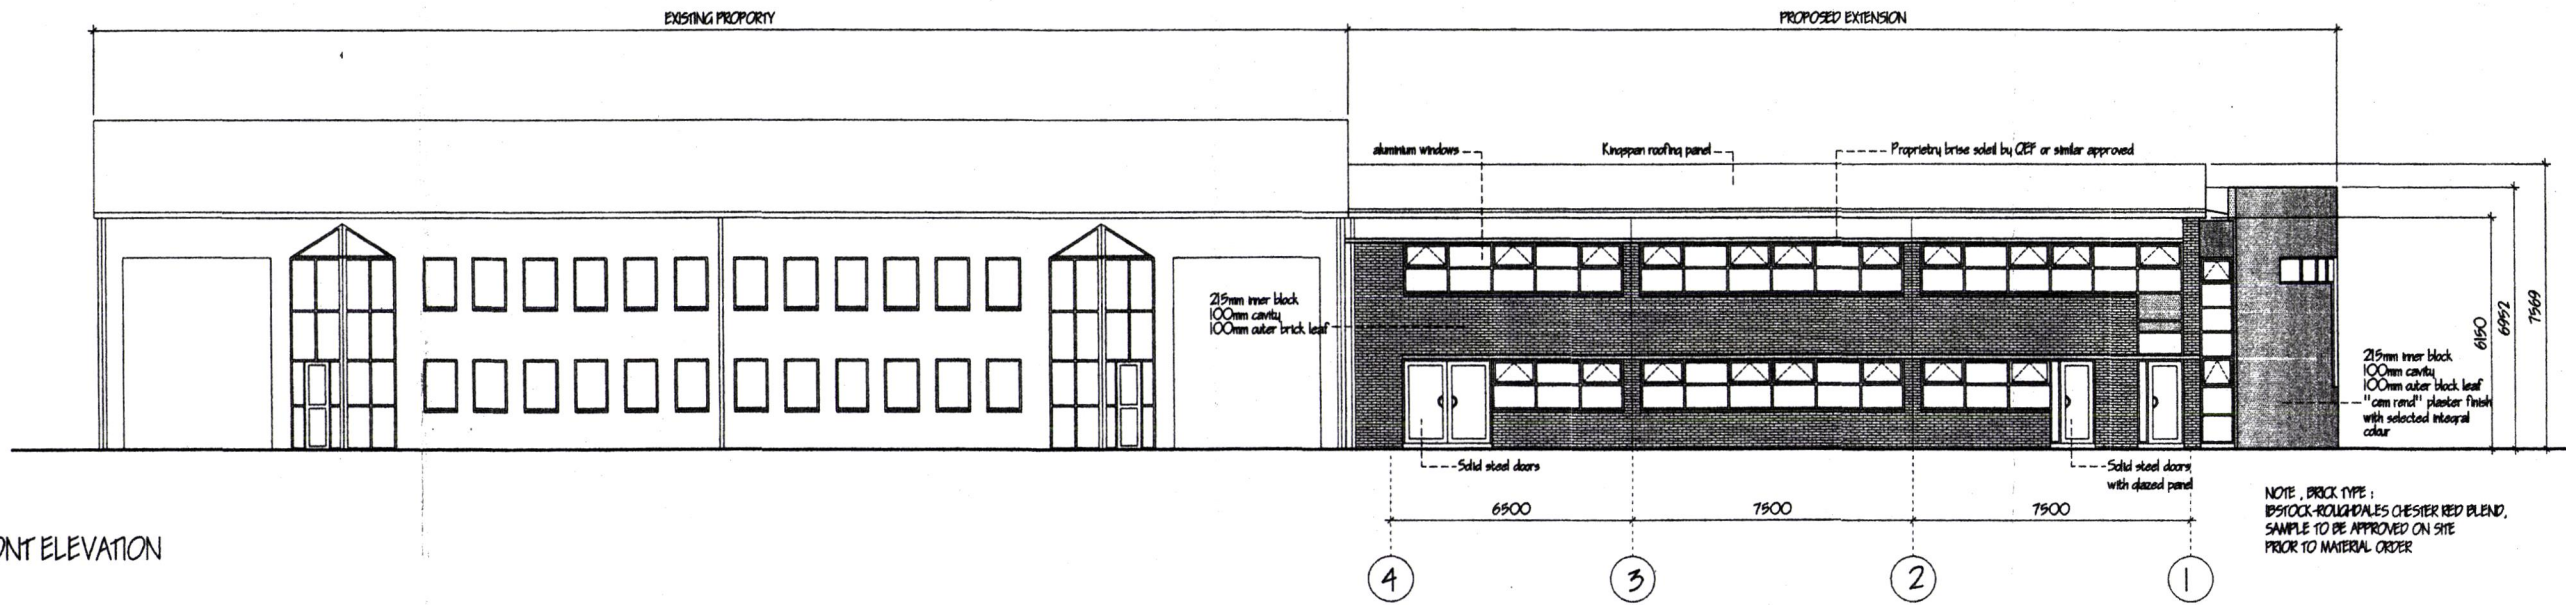 EXISTING PROPORTY
PROPOSED EXTENSION
aluminium windows
Kingspan roofing panel
Proprietry brise soleil by QEF or similar approved
215mm inner block
100mm cavity
100mm outer brick leaf
6150
6952
7569
215mm inner block
100mm cavity
100mm outer block leaf
"cem rend" plaster finish
with selected integral
colour
Solid steel doors
Solid steel doors
with glazed panel
6500
7500
7500
NOTE , BRICK TYPE :
IBSTOCK-ROUGHDALES CHESTER RED BLEND,
SAMPLE TO BE APPROVED ON SITE
PRIOR TO MATERIAL ORDER
ONT ELEVATION
4
3
2
1